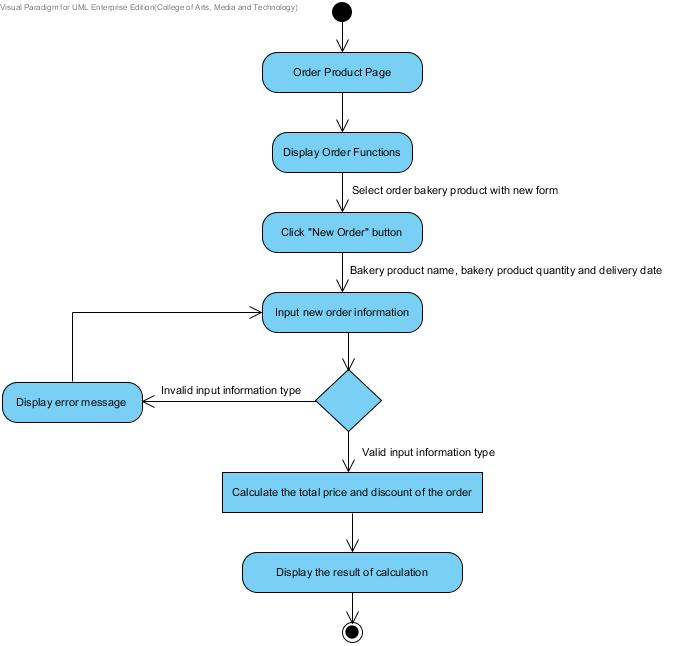 Visual Paradigm for UML Enterprise Edition(College of Arts, Media and Technology)
Order Product Page
Display Order Functions
Select order bakery product with new form
Click "New Order" button
Bakery product name, bakery product quantity and delivery date
Input new order information
Invalid input information type
Display error message
Valid input information type
Calculate the total price and discount of the order
Display the result of calculation